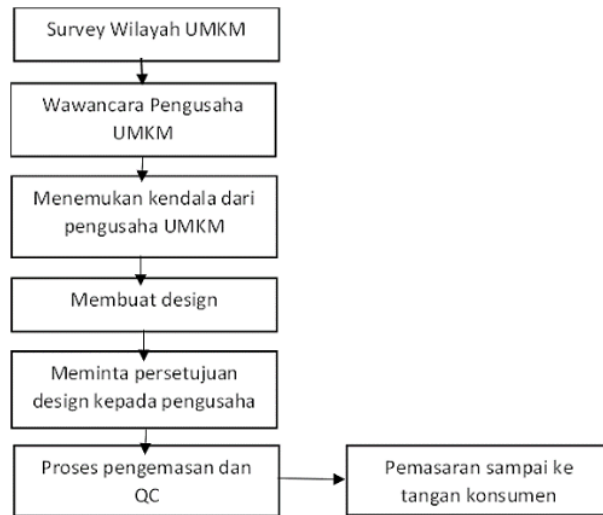 Survey Wilayah UMKM
Wawancara Pengusaha
UMKM
Menemukan kendala dari
pengusaha UMKM
Membuat design
Meminta persetujuan
design kepada pengusaha
Proses pengemasan dan
QC
Pemasaran sampai ke
tangan konsumen